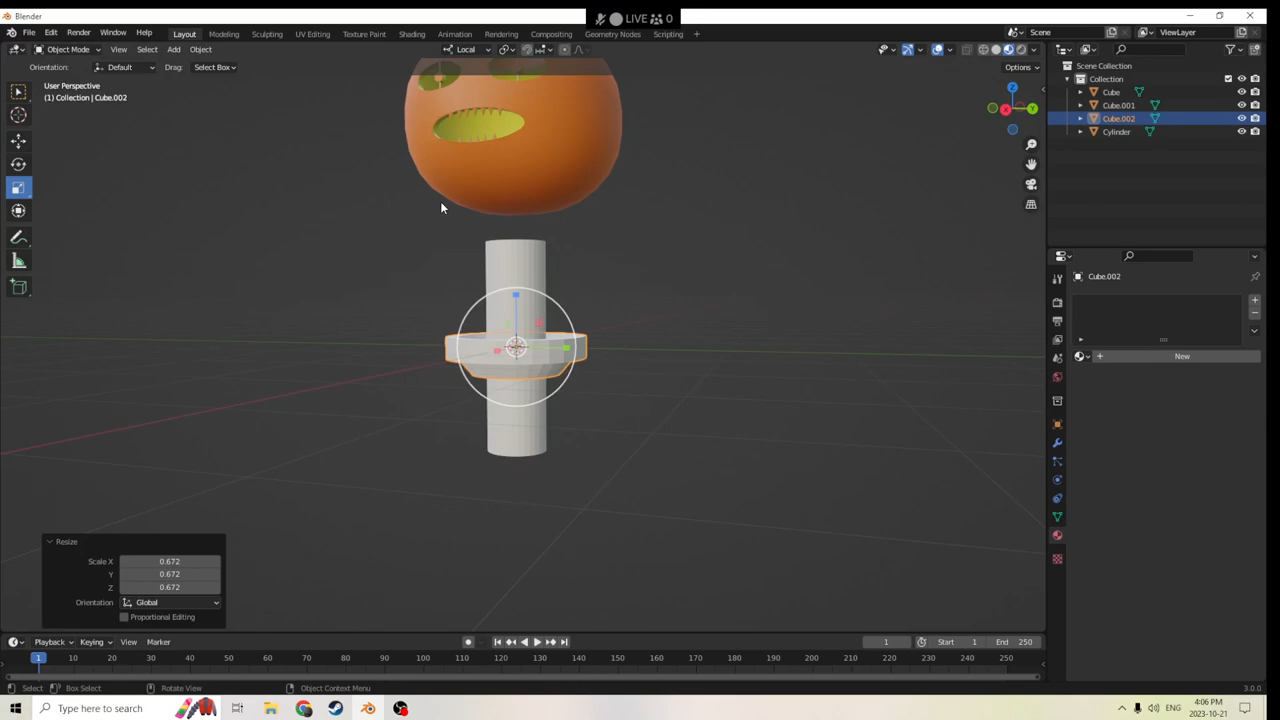 Blender
LIVE 0
File Edit Render Window Help Layout Modeling Sculpting UV Editing Texture Paint Shading Animation Rendering Compositing Geometry Nodes Scripting + Scene ViewLayer
Object Mode View Select Add Object Local
Orientation: Default Drag: Select Box Options
User Perspective
(1) Collection | Cube.002
Z
X Y
Scene Collection
Collection
Cube
Cube.001
Cube.002
Cylinder
Cube.002
New
Resize
Scale X 0.672
Y 0.672
Z 0.672
Orientation Global
Proportional Editing
Playback Keying View Marker 1 Start 1 End 250
1 10 20 30 40 50 60 70 80 90 100 110 120 130 140 150 160 170 180 190 200 210 220 230 240 250
Select Box Select Rotate View Object Context Menu 3.0.0
Type here to search ENG 4:06 PM
2023-10-21